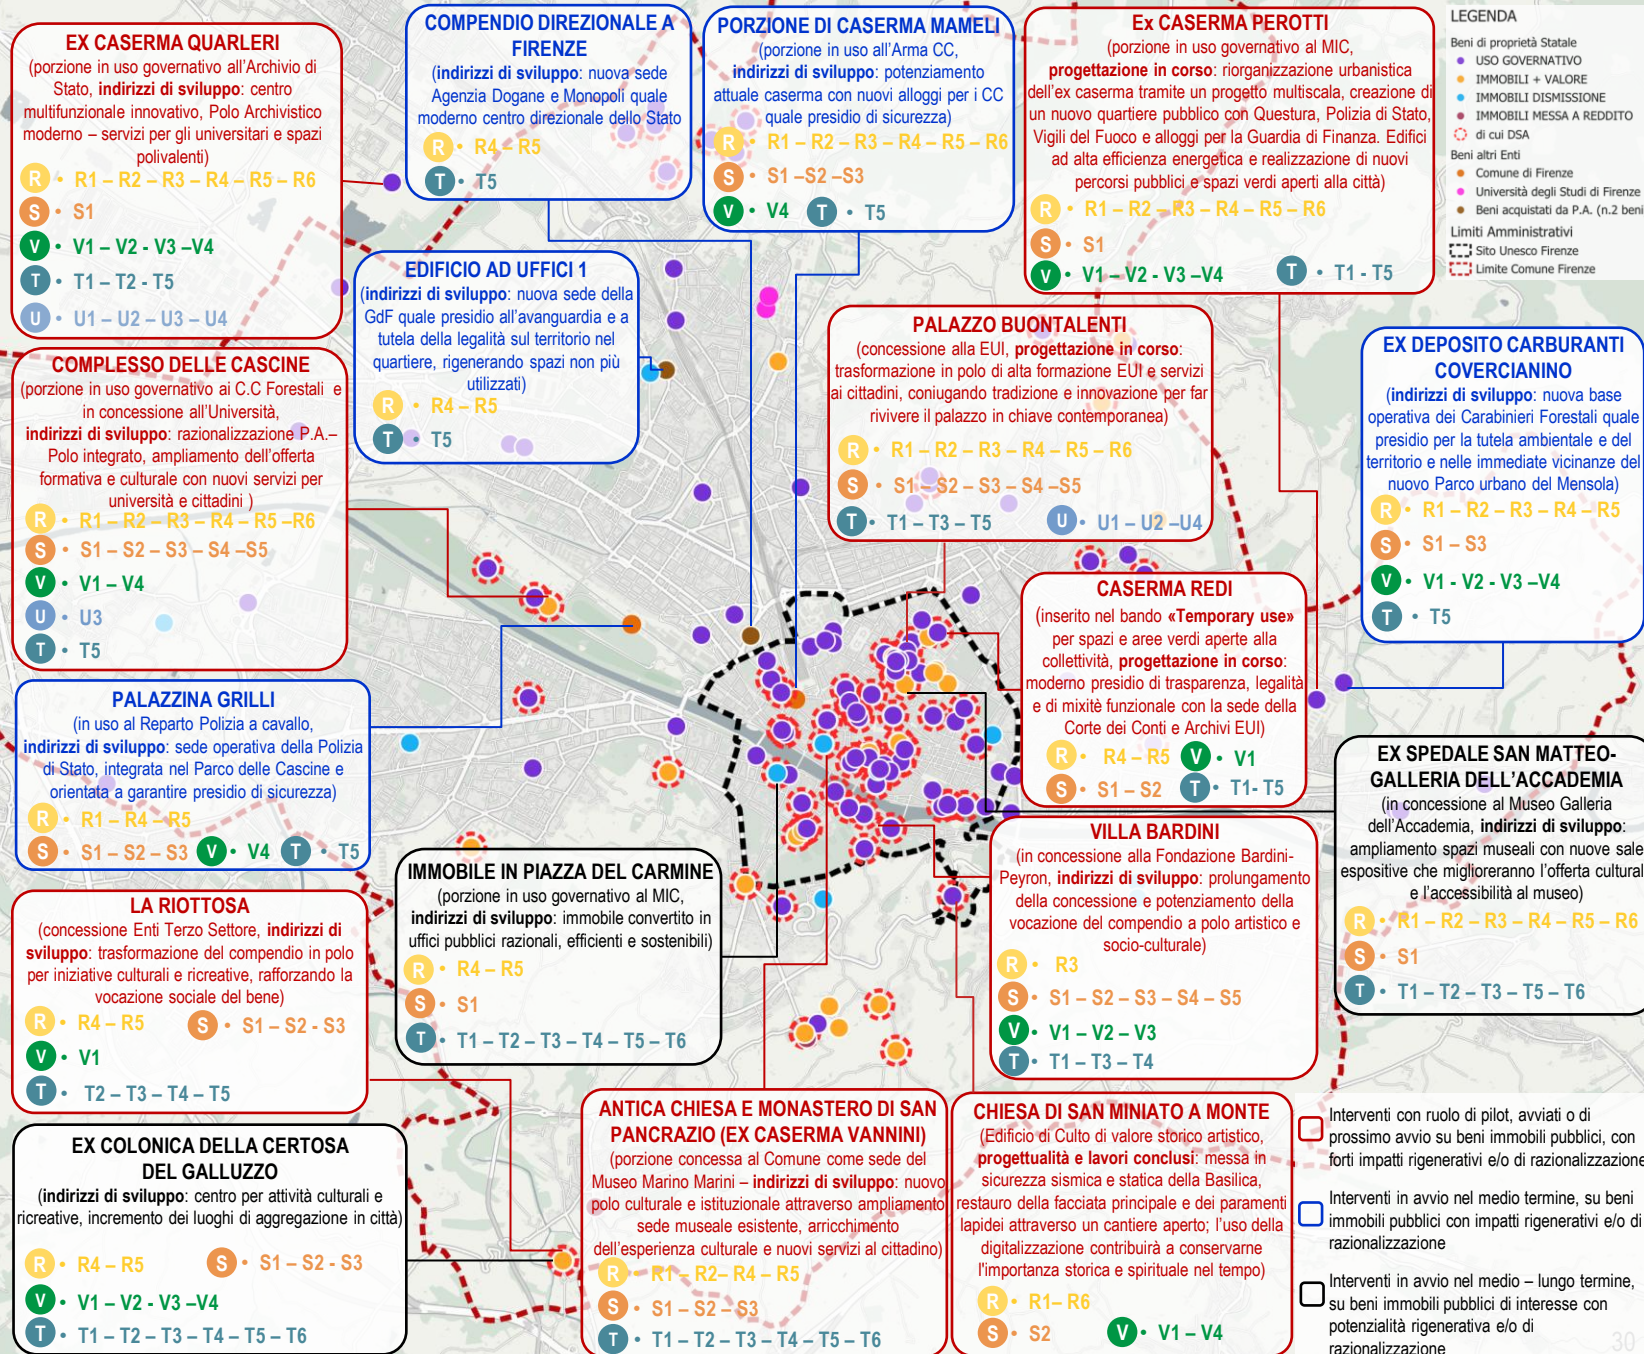 EX CASERMA QUARLERI
(porzione in uso governativo all'Archivio di
Stato, indirizzi di sviluppo: centro
multifunzionale innovativo, Polo Archivistico
moderno – servizi per gli universitari e spazi
polivalenti)
R • R1 – R2 – R3 – R4 – R5 – R6
S • S1
V • V1 – V2 - V3 –V4
T • T1 – T2 - T5
U • U1 – U2 – U3 – U4
COMPENDIO DIREZIONALE A
FIRENZE
(indirizzi di sviluppo: nuova sede
Agenzia Dogane e Monopoli quale
moderno centro direzionale dello Stato
R • R4 – R5
T • T5
PORZIONE DI CASERMA MAMELI
(porzione in uso all'Arma CC,
indirizzi di sviluppo: potenziamento
attuale caserma con nuovi alloggi per i CC
quale presidio di sicurezza)
R • R1 – R2 – R3 – R4 – R5 – R6
S • S1 –S2 –S3
V • V4 T • T5
Ex CASERMA PEROTTI
(porzione in uso governativo al MIC,
progettazione in corso: riorganizzazione urbanistica
dell'ex caserma tramite un progetto multiscala, creazione di
un nuovo quartiere pubblico con Questura, Polizia di Stato,
Vigili del Fuoco e alloggi per la Guardia di Finanza. Edifici
ad alta efficienza energetica e realizzazione di nuovi
percorsi pubblici e spazi verdi aperti alla città)
R • R1 – R2 – R3 – R4 – R5 – R6
S • S1
V • V1 – V2 - V3 –V4 T • T1 - T5
LEGENDA
Beni di proprietà Statale
USO GOVERNATIVO
IMMOBILI + VALORE
IMMOBILI DISMISSIONE
IMMOBILI MESSA A REDDITO
di cui DSA
Beni altri Enti
Comune di Firenze
Università degli Studi di Firenze
Beni acquistati da P.A. (n.2 beni
Limiti Amministrativi
Sito Unesco Firenze
Limite Comune Firenze
EDIFICIO AD UFFICI 1
(indirizzi di sviluppo: nuova sede della
GdF quale presidio all'avanguardia e a
tutela della legalità sul territorio nel
quartiere, rigenerando spazi non più
utilizzati)
R • R4 – R5
T • T5
PALAZZO BUONTALENTI
(concessione alla EUI, progettazione in corso:
trasformazione in polo di alta formazione EUI e servizi
ai cittadini, coniugando tradizione e innovazione per far
rivivere il palazzo in chiave contemporanea)
R • R1 – R2 – R3 – R4 – R5 – R6
S • S1 – S2 – S3 – S4 –S5
T • T1 – T3 – T5 U • U1 – U2 –U4
EX DEPOSITO CARBURANTI
COVERCIANINO
(indirizzi di sviluppo: nuova base
operativa dei Carabinieri Forestali quale
presidio per la tutela ambientale e del
territorio e nelle immediate vicinanze del
nuovo Parco urbano del Mensola)
R • R1 – R2 – R3 – R4 – R5
S • S1 – S3
V • V1 - V2 - V3 –V4
T • T5
COMPLESSO DELLE CASCINE
(porzione in uso governativo ai C.C Forestali e
in concessione all'Università,
indirizzi di sviluppo: razionalizzazione P.A.–
Polo integrato, ampliamento dell'offerta
formativa e culturale con nuovi servizi per
università e cittadini )
R • R1 – R2 – R3 – R4 – R5 –R6
S • S1 – S2 – S3 – S4 –S5
V • V1 – V4
U • U3
T • T5
CASERMA REDI
(inserito nel bando «Temporary use»
per spazi e aree verdi aperte alla
collettività, progettazione in corso:
moderno presidio di trasparenza, legalità
e di mixité funzionale con la sede della
Corte dei Conti e Archivi EUI)
R • R4 – R5 V • V1
S • S1 – S2 T • T1- T5
PALAZZINA GRILLI
(in uso al Reparto Polizia a cavallo,
indirizzi di sviluppo: sede operativa della Polizia
di Stato, integrata nel Parco delle Cascine e
orientata a garantire presidio di sicurezza)
R • R1 – R4 – R5
S • S1 – S2 – S3 V • V4 T • T5
EX SPEDALE SAN MATTEO-
GALLERIA DELL'ACCADEMIA
(in concessione al Museo Galleria
dell'Accademia, indirizzi di sviluppo:
ampliamento spazi museali con nuove sale
espositive che miglioreranno l'offerta cultural
e l'accessibilità al museo)
R • R1 – R2 – R3 – R4 – R5 – R6
S • S1
T • T1 – T2 – T3 – T5 – T6
IMMOBILE IN PIAZZA DEL CARMINE
(porzione in uso governativo al MIC,
indirizzi di sviluppo: immobile convertito in
uffici pubblici razionali, efficienti e sostenibili)
R • R4 – R5
S • S1
T • T1 – T2 – T3 – T4 – T5 – T6
VILLA BARDINI
(in concessione alla Fondazione Bardini-
Peyron, indirizzi di sviluppo: prolungamento
della concessione e potenziamento della
vocazione del compendio a polo artistico e
socio-culturale)
R • R3
S • S1 – S2 – S3 – S4 – S5
V • V1 – V2 – V3
T • T1 – T3 – T4
LA RIOTTOSA
(concessione Enti Terzo Settore, indirizzi di
sviluppo: trasformazione del compendio in polo
per iniziative culturali e ricreative, rafforzando la
vocazione sociale del bene)
R • R4 – R5 S • S1 – S2 - S3
V • V1
T • T2 – T3 – T4 – T5
EX COLONICA DELLA CERTOSA
DEL GALLUZZO
(indirizzi di sviluppo: centro per attività culturali e
ricreative, incremento dei luoghi di aggregazione in città)
R • R4 – R5 S • S1 – S2 - S3
V • V1 – V2 - V3 –V4
T • T1 – T2 – T3 – T4 – T5 – T6
ANTICA CHIESA E MONASTERO DI SAN
PANCRAZIO (EX CASERMA VANNINI)
(porzione concessa al Comune come sede del
Museo Marino Marini – indirizzi di sviluppo: nuovo
polo culturale e istituzionale attraverso ampliamento
sede museale esistente, arricchimento
dell'esperienza culturale e nuovi servizi al cittadino)
R • R1 – R2– R4 – R5
S • S1 – S2 – S3
T • T1 – T2 – T3 – T4 – T5 – T6
CHIESA DI SAN MINIATO A MONTE
(Edificio di Culto di valore storico artistico,
progettualità e lavori conclusi: messa in
sicurezza sismica e statica della Basilica,
restauro della facciata principale e dei paramenti
lapidei attraverso un cantiere aperto; l'uso della
digitalizzazione contribuirà a conservarne
l'importanza storica e spirituale nel tempo)
R • R1– R6
S • S2 V • V1 – V4
Interventi con ruolo di pilot, avviati o di
prossimo avvio su beni immobili pubblici, con
forti impatti rigenerativi e/o di razionalizzazione
Interventi in avvio nel medio termine, su beni
immobili pubblici con impatti rigenerativi e/o di
razionalizzazione
Interventi in avvio nel medio – lungo termine,
su beni immobili pubblici di interesse con
potenzialità rigenerativa e/o di
razionalizzazione
30